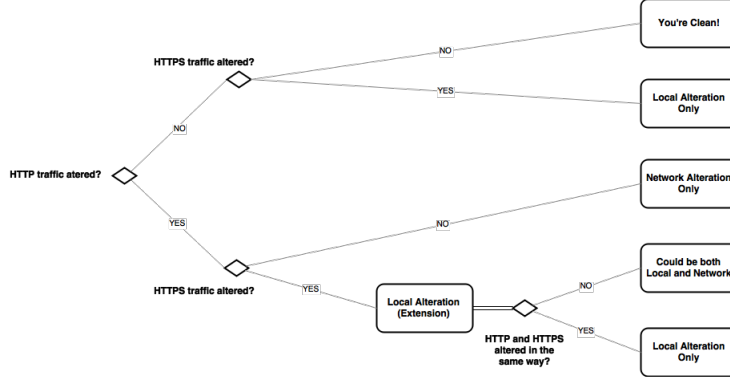 You're Clean!
NO
HTTPS traffic altered?
YES
Local Alteration
Only
NO
HTTP traffic atered?
Network Alteration
Only
YES
NO
HTTPS traffic altered?
YES
Local Alteration
(Extension)
Could be both
Local and Network
NO
HTTP and HTTPS
altered in the
same way?
YES
Local Alteration
Only